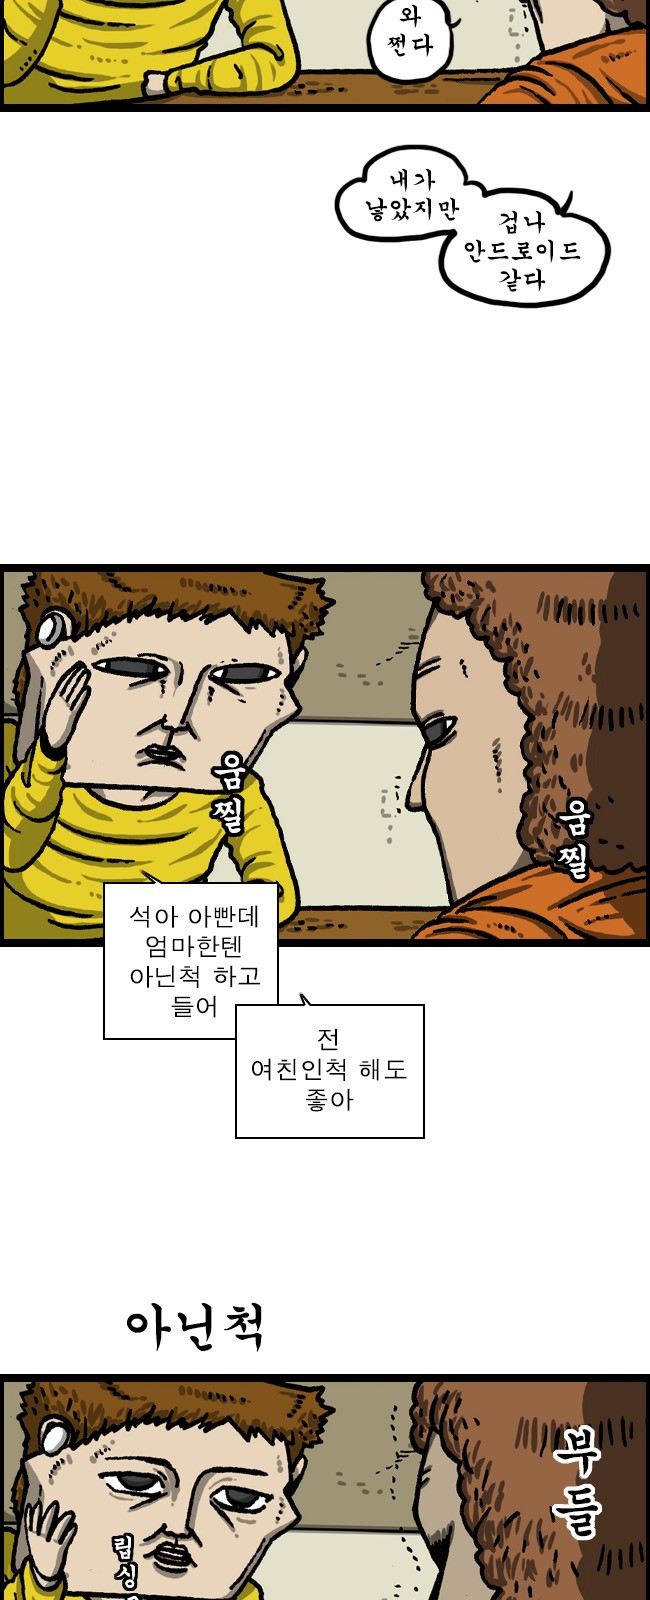 와
쩐다
내가
낳았지만
겁나
안드로이드
같다
움찔
움찔
석아 아빤데
엄마한텐
아닌척 하고
들어
전
여친인척 해도
좋아
아닌척
부들
립싱